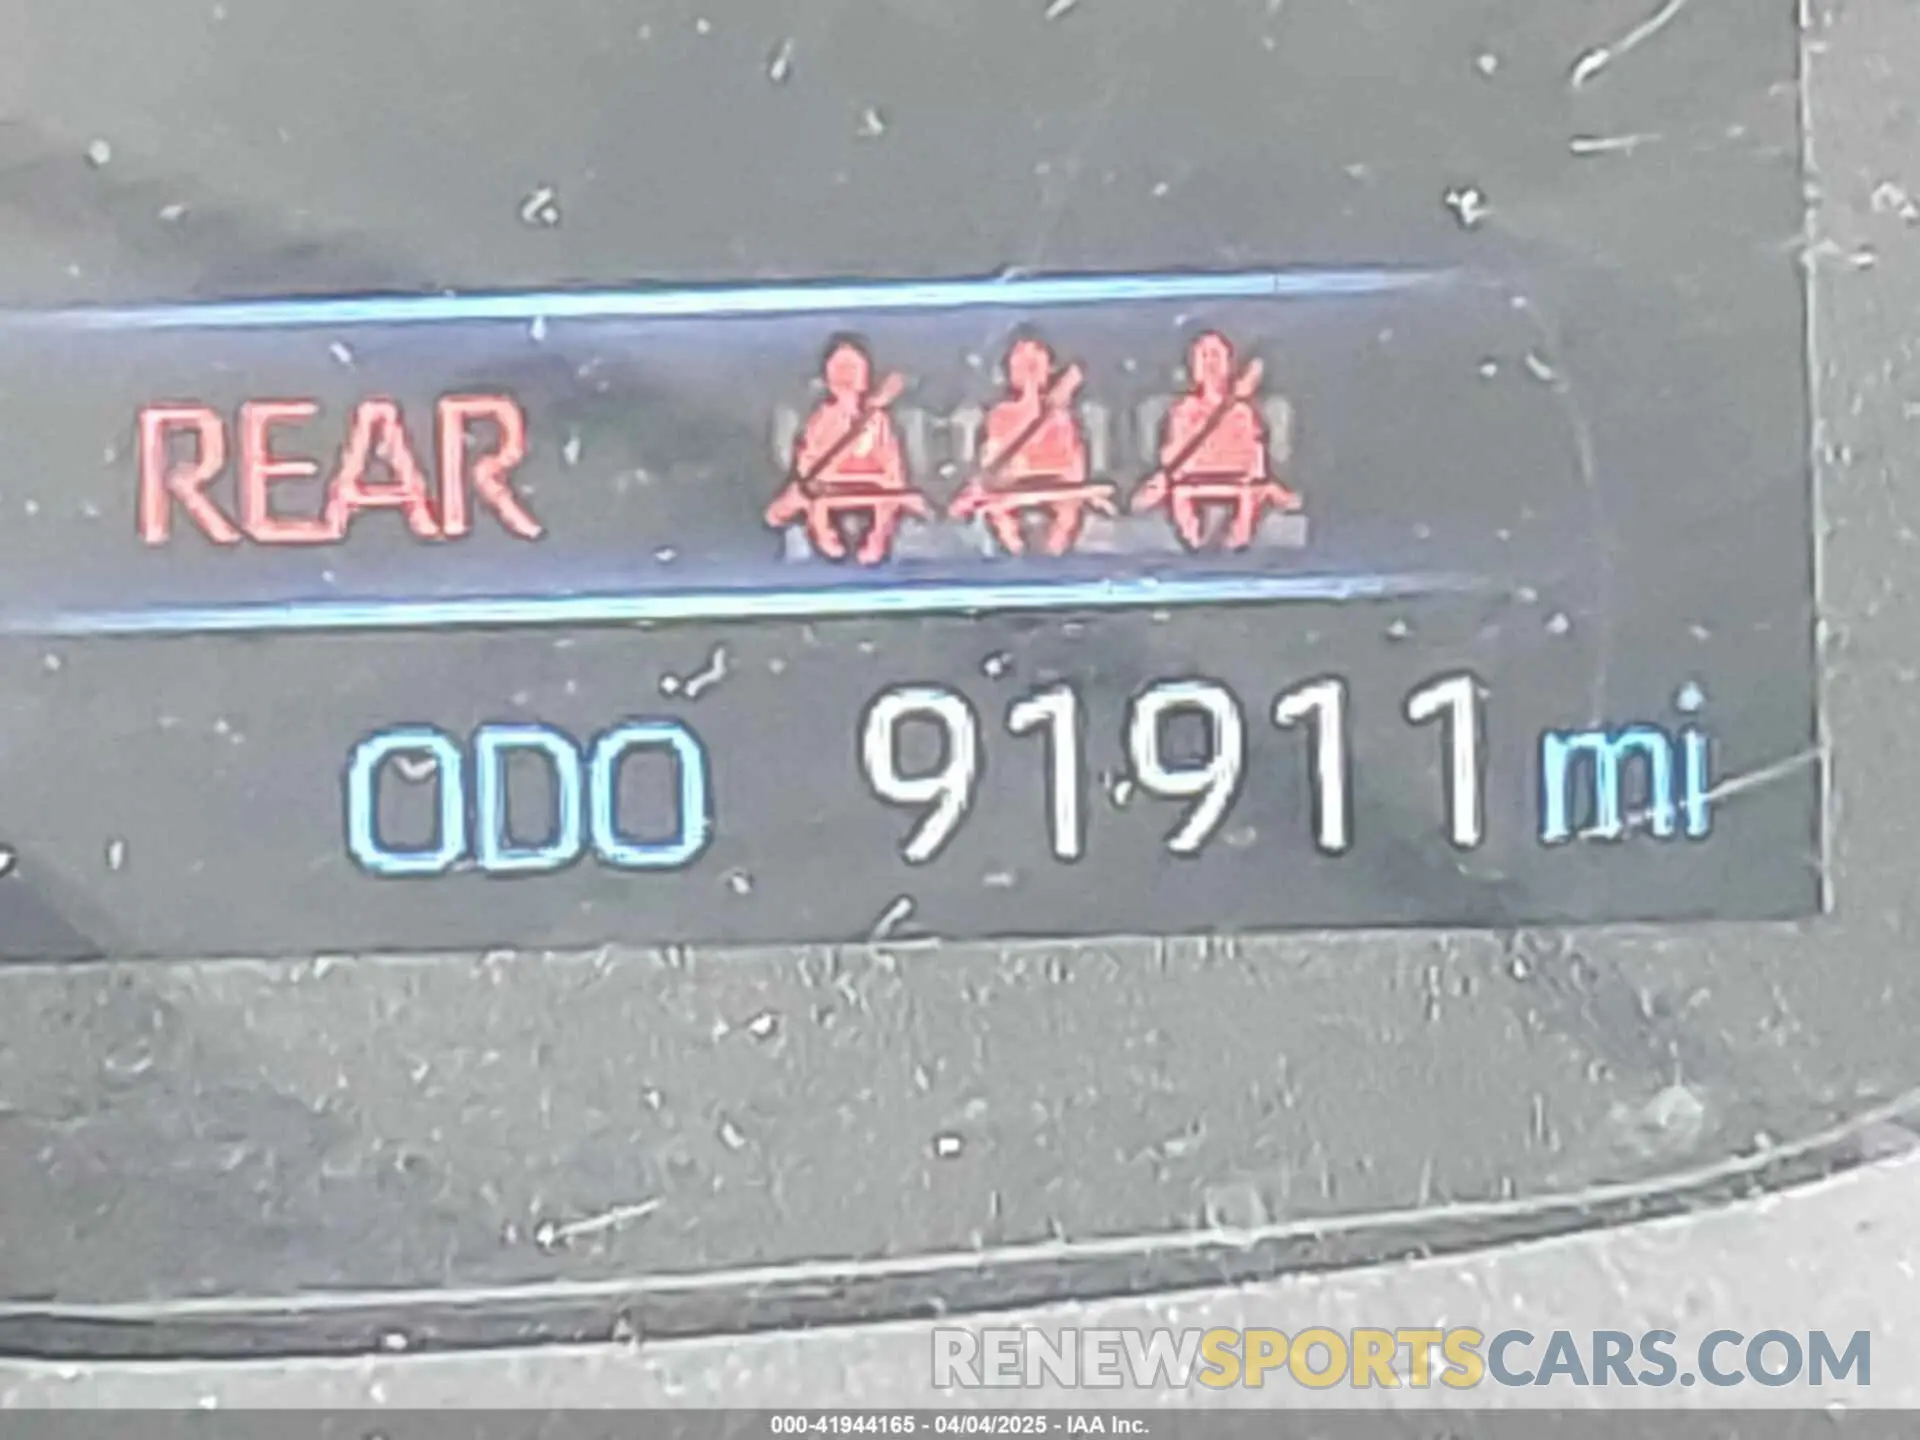 REAR
ODO 91911 mi
RENEWSPORTSCARS.COM
000-41944165 - 04/04/2025 - IAA Inc.